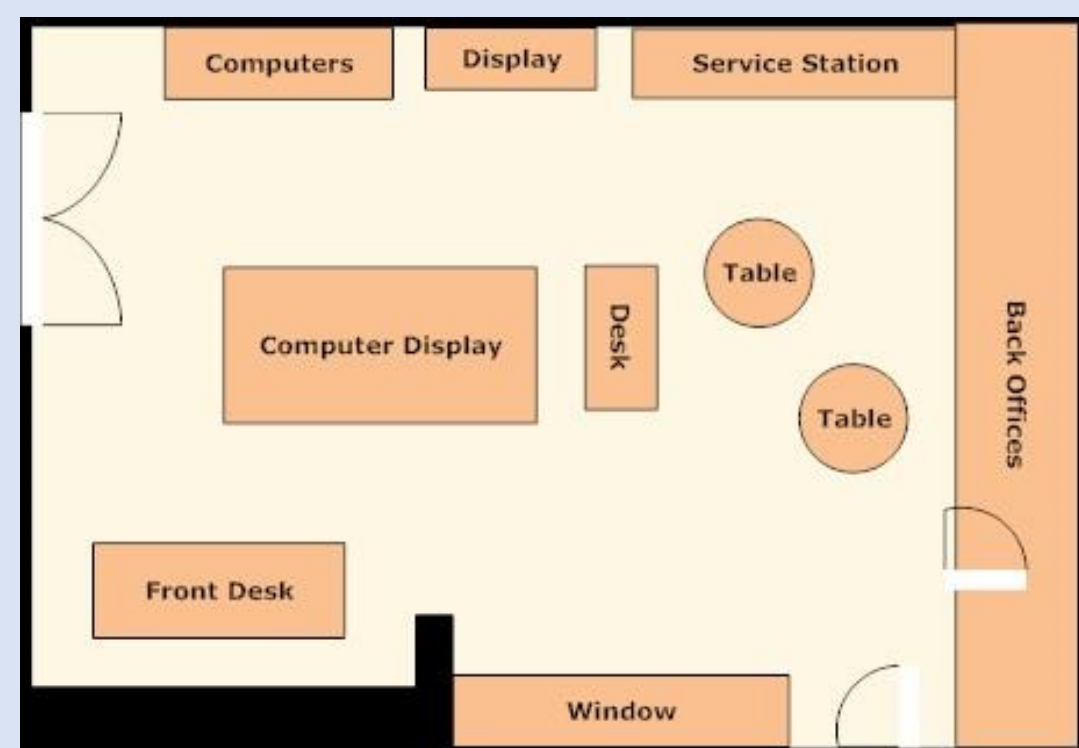 Computers
Display
Service Station
Table
Computer Display
Desk
Table
Back Offices
Front Desk
Window